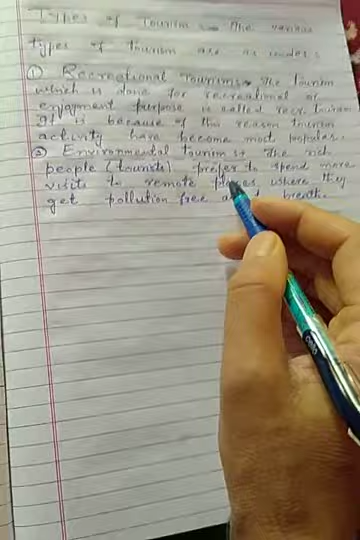 Types of Tourism → The various
types of tourism are as under :
① Recreational Tourism→ The tourism
which is done for recreational or
enjoyment purpose is called recr. tourism
It is because of this reason tourism
activity have become most popular.
② Environmental tourism→ The rich
people (tourists) prefer to spend more
visits to remote places where they
get pollution free breath.